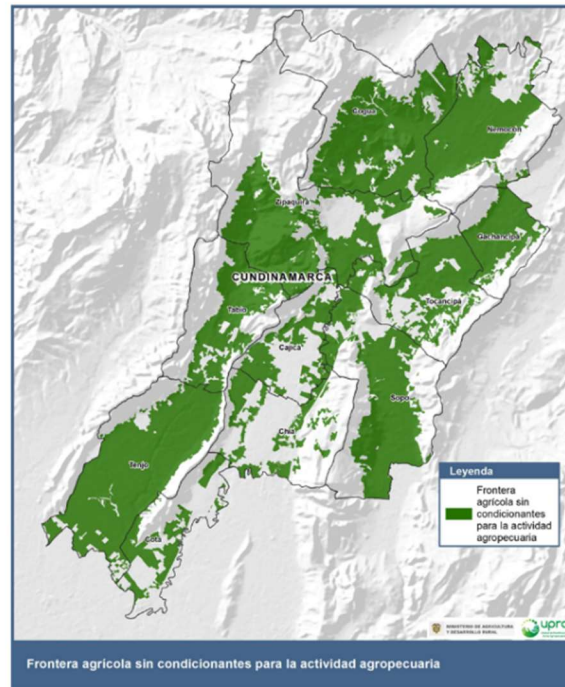 Cogua
Nemocón
Zipaquirá
Gachancipá
CUNDINAMARCA
Tocancipá
Tabio
Cajicá
Sopó
Chía
Tenjo
Cota
Leyenda
Frontera
agrícola sin
condicionantes
para la actividad
agropecuaria
MINISTERIO DE AGRICULTURA
Y DESARROLLO RURAL
upra
Frontera agrícola sin condicionantes para la actividad agropecuaria